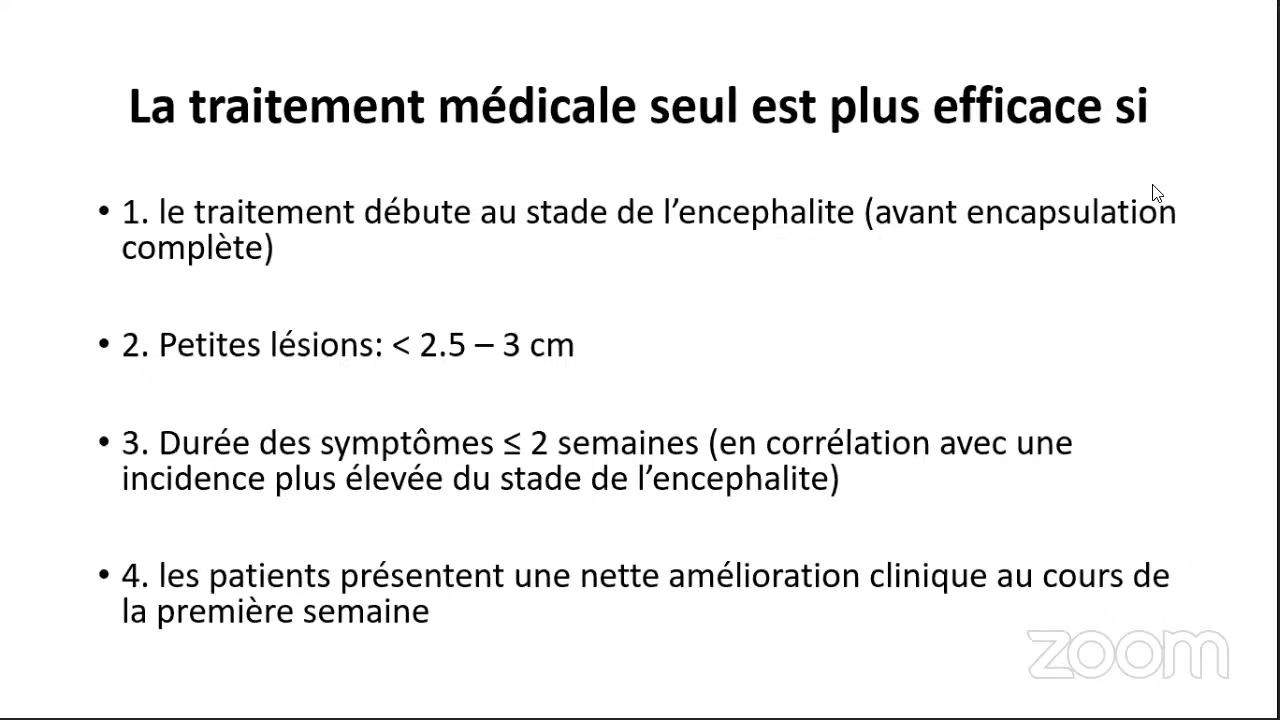 La traitement médicale seul est plus efficace si
• 1. le traitement débute au stade de l’encephalite (avant encapsulation
complète)
• 2. Petites lésions: < 2.5 – 3 cm
• 3. Durée des symptômes ≤ 2 semaines (en corrélation avec une
incidence plus élevée du stade de l’encephalite)
• 4. les patients présentent une nette amélioration clinique au cours de
la première semaine
zoom